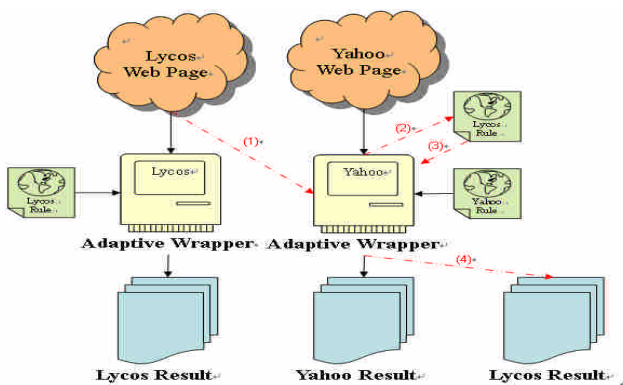 Lycos
Web Page
Yahoo
Web Page
(1)
(2)
(3)
Lycos
Rule
Lycos
Yahoo
Lycos
Rule
Yahoo
Rule
Adaptive Wrapper
Adaptive Wrapper
(4)
Lycos Result
Yahoo Result
Lycos Result